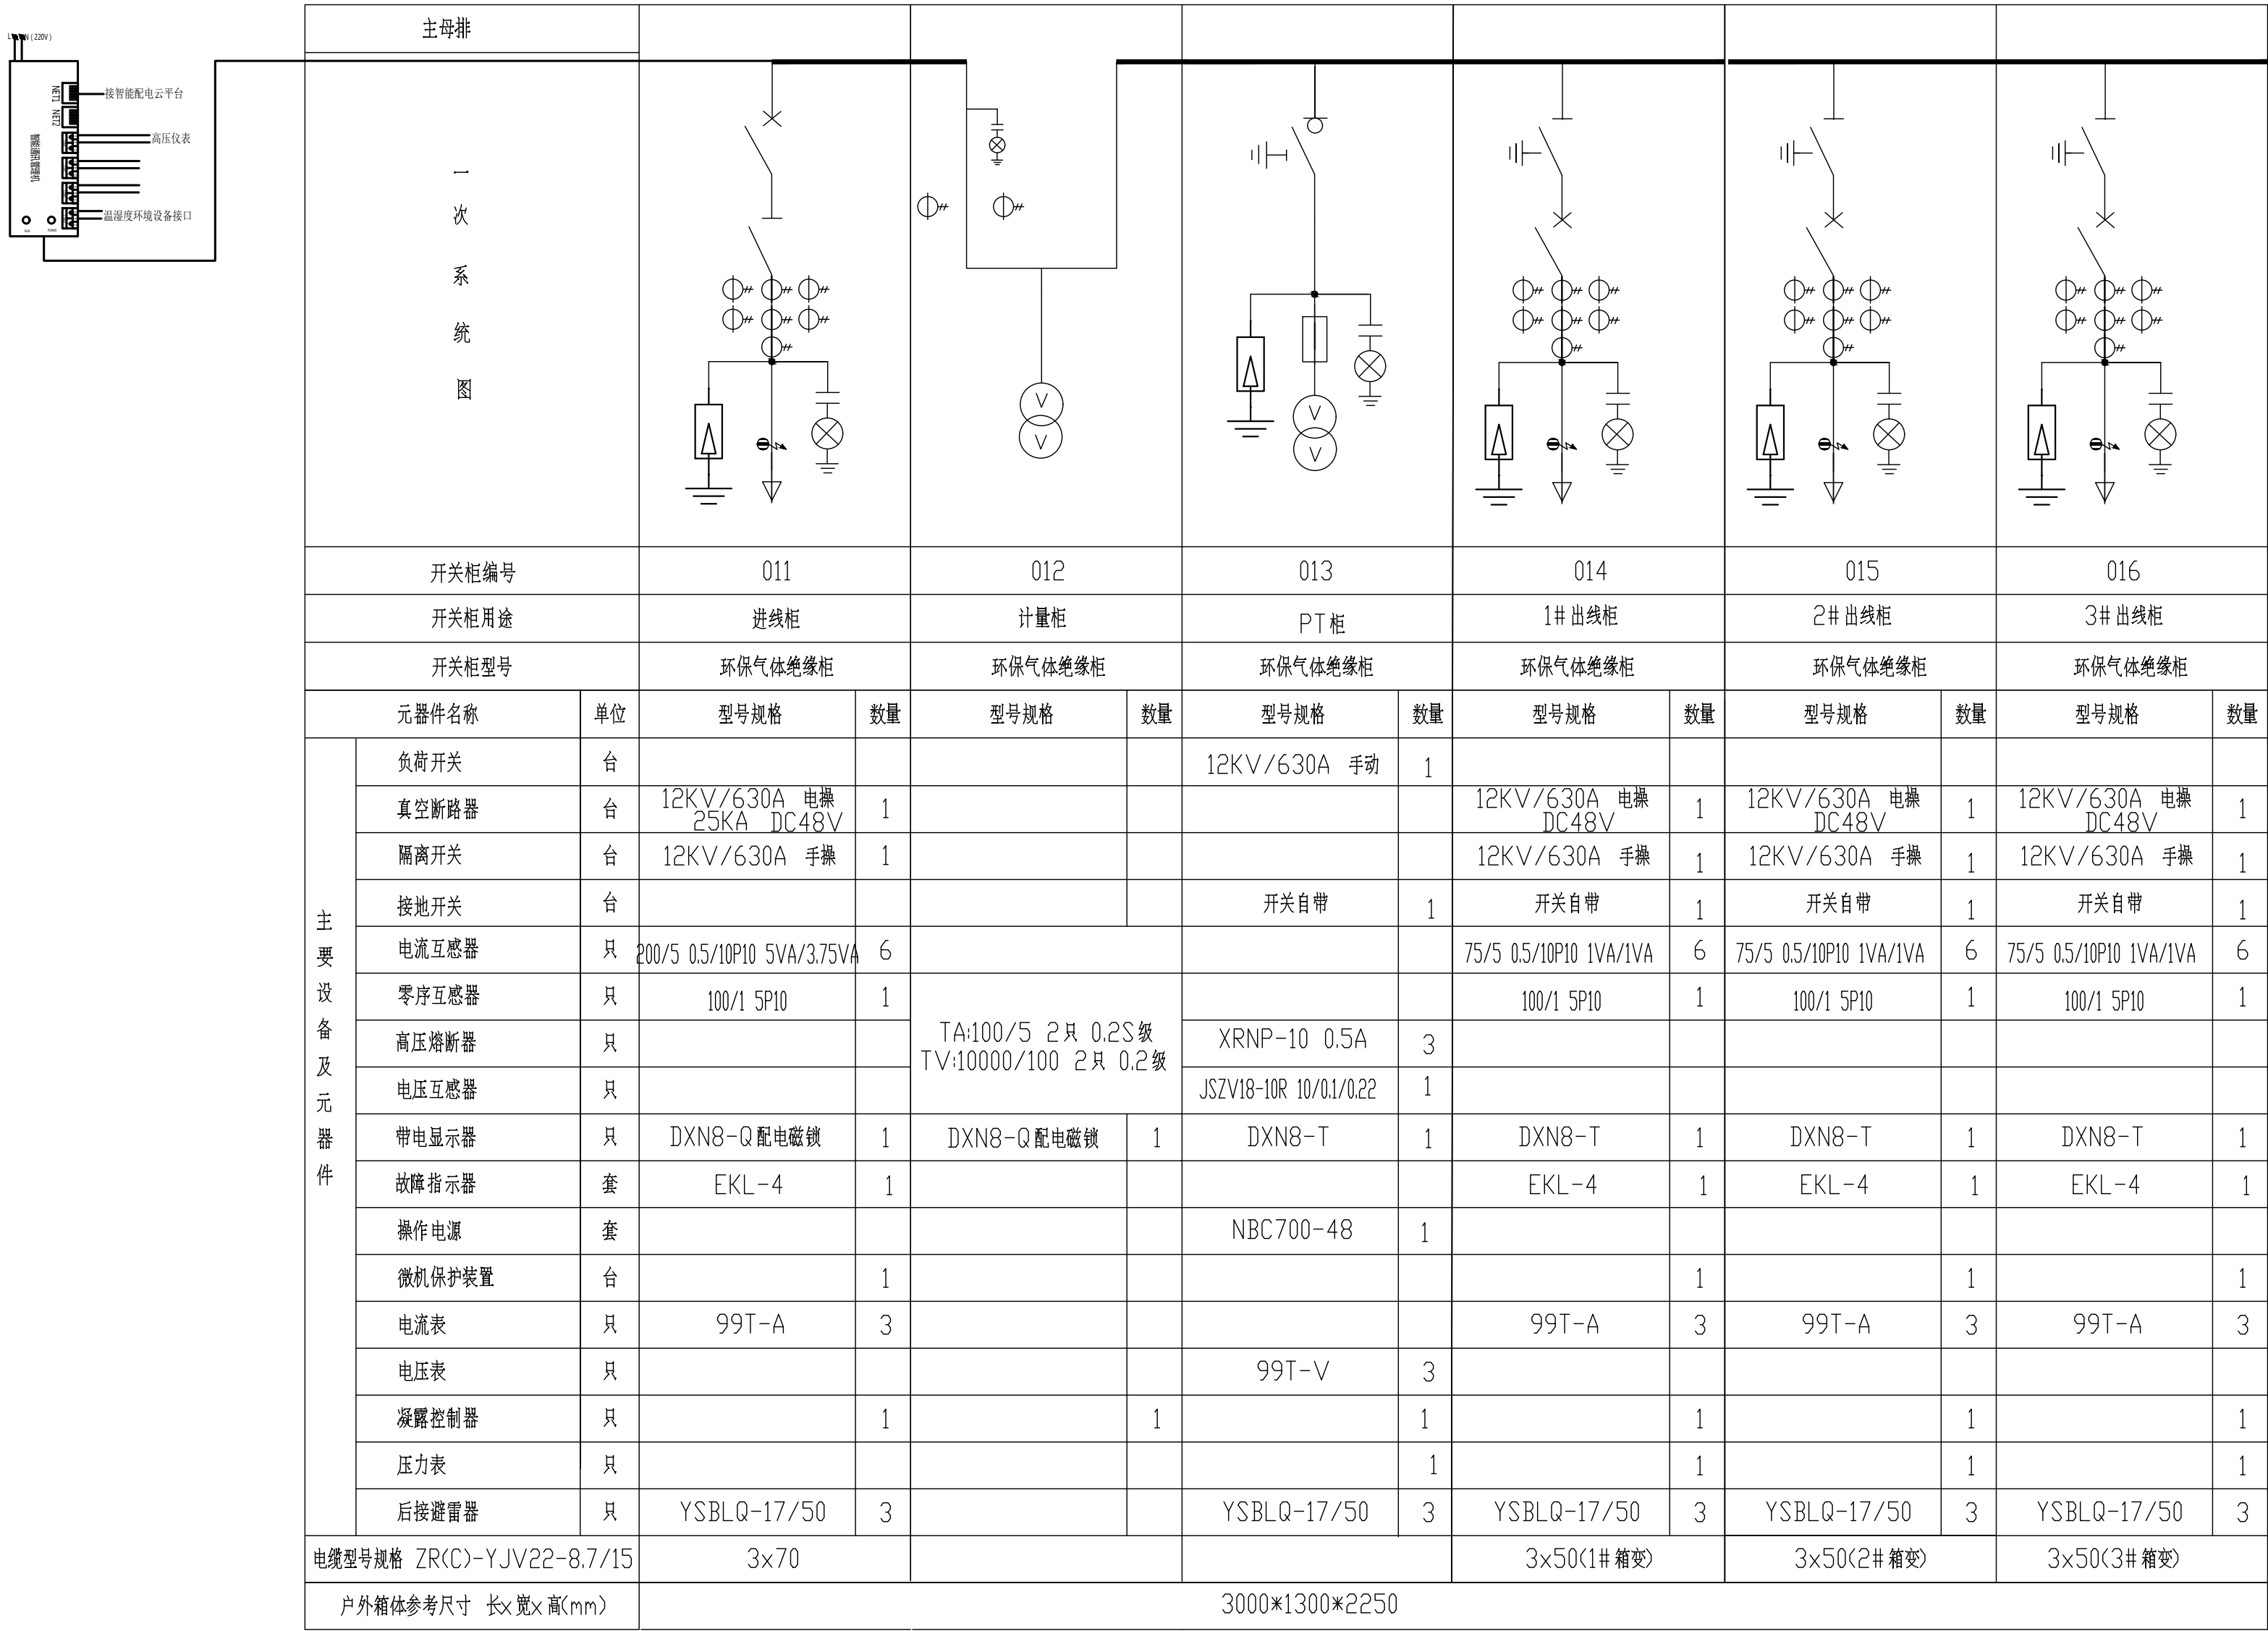 主母排
L N ( 220V )
NET1
接智能配电云平台
NET2
高压仪表
智能通讯管理机
温湿度环境设备接口
RUN POWER
一次系统图
V
V
V
V
开关柜编号 011 012 013 014 015 016
开关柜用途 进线柜 计量柜 PT柜 1#出线柜 2#出线柜 3#出线柜
开关柜型号 环保气体绝缘柜 环保气体绝缘柜 环保气体绝缘柜 环保气体绝缘柜 环保气体绝缘柜 环保气体绝缘柜
元器件名称 单位 型号规格 数量 型号规格 数量 型号规格 数量 型号规格 数量 型号规格 数量 型号规格 数量
主要设备及元器件
负荷开关 台 12KV/630A 手动 1
真空断路器 台 12KV/630A 电操 25KA DC48V 1 12KV/630A 电操 DC48V 1 12KV/630A 电操 DC48V 1 12KV/630A 电操 DC48V 1
隔离开关 台 12KV/630A 手操 1 12KV/630A 手操 1 12KV/630A 手操 1 12KV/630A 手操 1
接地开关 台 开关自带 1 开关自带 1 开关自带 1 开关自带 1
电流互感器 只 200/5 0.5/10P10 5VA/3.75VA 6 75/5 0.5/10P10 1VA/1VA 6 75/5 0.5/10P10 1VA/1VA 6 75/5 0.5/10P10 1VA/1VA 6
零序互感器 只 100/1 5P10 1 100/1 5P10 1 100/1 5P10 1 100/1 5P10 1
TA:100/5 2只 0.2S级
TV:10000/100 2只 0.2级
高压熔断器 只 XRNP-10 0.5A 3
电压互感器 只 JSZV18-10R 10/0.1/0.22 1
带电显示器 只 DXN8-Q配电磁锁 1 DXN8-Q配电磁锁 1 DXN8-T 1 DXN8-T 1 DXN8-T 1 DXN8-T 1
故障指示器 套 EKL-4 1 EKL-4 1 EKL-4 1 EKL-4 1
操作电源 套 NBC700-48 1
微机保护装置 台 1 1 1 1
电流表 只 99T-A 3 99T-A 3 99T-A 3 99T-A 3
电压表 只 99T-V 3
凝露控制器 只 1 1 1 1 1 1
压力表 只 1 1 1 1
后接避雷器 只 YSBLQ-17/50 3 YSBLQ-17/50 3 YSBLQ-17/50 3 YSBLQ-17/50 3 YSBLQ-17/50 3
电缆型号规格 ZR(C)-YJV22-8.7/15 3x70 3x50(1#箱变) 3x50(2#箱变) 3x50(3#箱变)
户外箱体参考尺寸 长x宽x高(mm) 3000*1300*2250